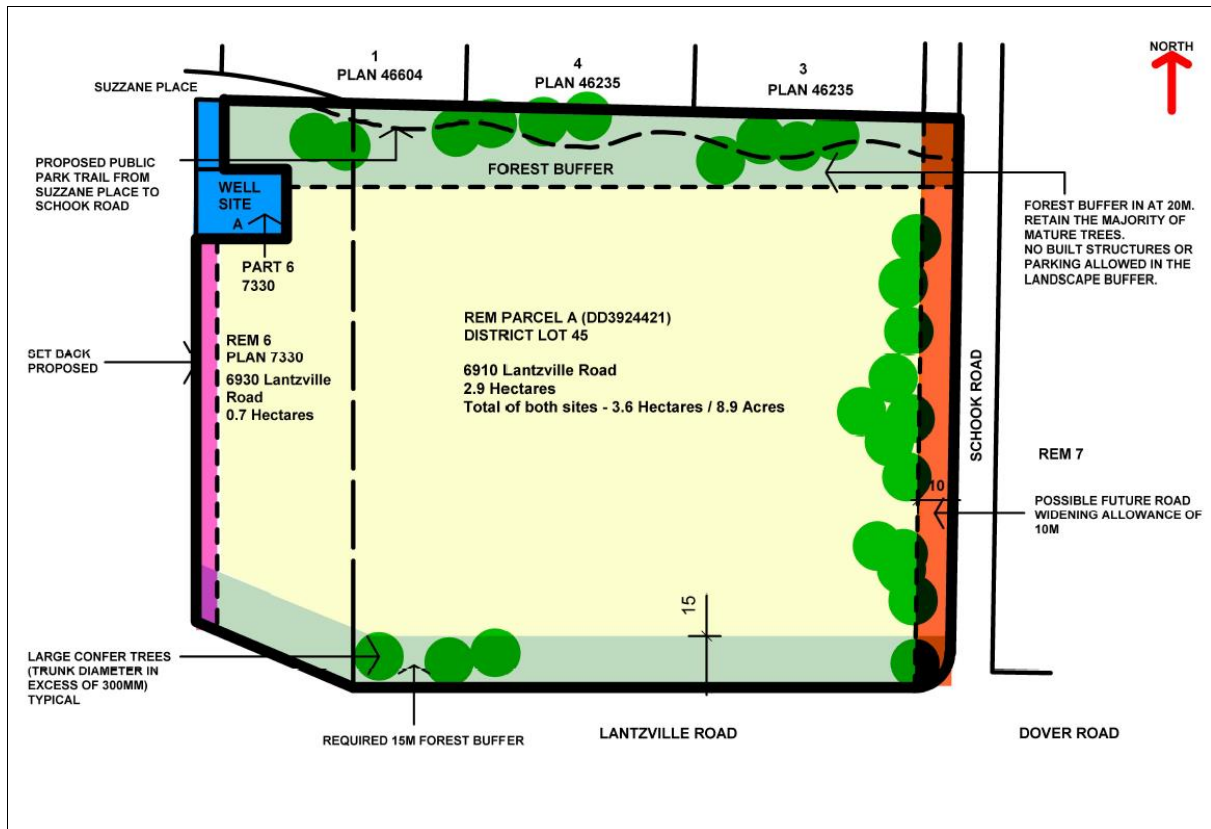 NORTH
1
PLAN 46604
4
PLAN 46235
3
PLAN 46235
SUZZANE PLACE
PROPOSED PUBLIC
PARK TRAIL FROM
SUZZANE PLACE TO
SCHOOK ROAD
FOREST BUFFER
WELL
SITE
A
FOREST BUFFER IN AT 20M.
RETAIN THE MAJORITY OF
MATURE TREES.
NO BUILT STRUCTURES OR
PARKING ALLOWED IN THE
LANDSCAPE BUFFER.
PART 6
7330
REM PARCEL A (DD3924421)
DISTRICT LOT 45
6910 Lantzville Road
2.9 Hectares
Total of both sites - 3.6 Hectares / 8.9 Acres
REM 6
PLAN 7330
6930 Lantzville
Road
0.7 Hectares
SET BACK
PROPOSED
SCHOOK ROAD
REM 7
10
POSSIBLE FUTURE ROAD
WIDENING ALLOWANCE OF
10M
15
LARGE CONFER TREES
(TRUNK DIAMETER IN
EXCESS OF 300MM)
TYPICAL
REQUIRED 15M FOREST BUFFER
LANTZVILLE ROAD
DOVER ROAD